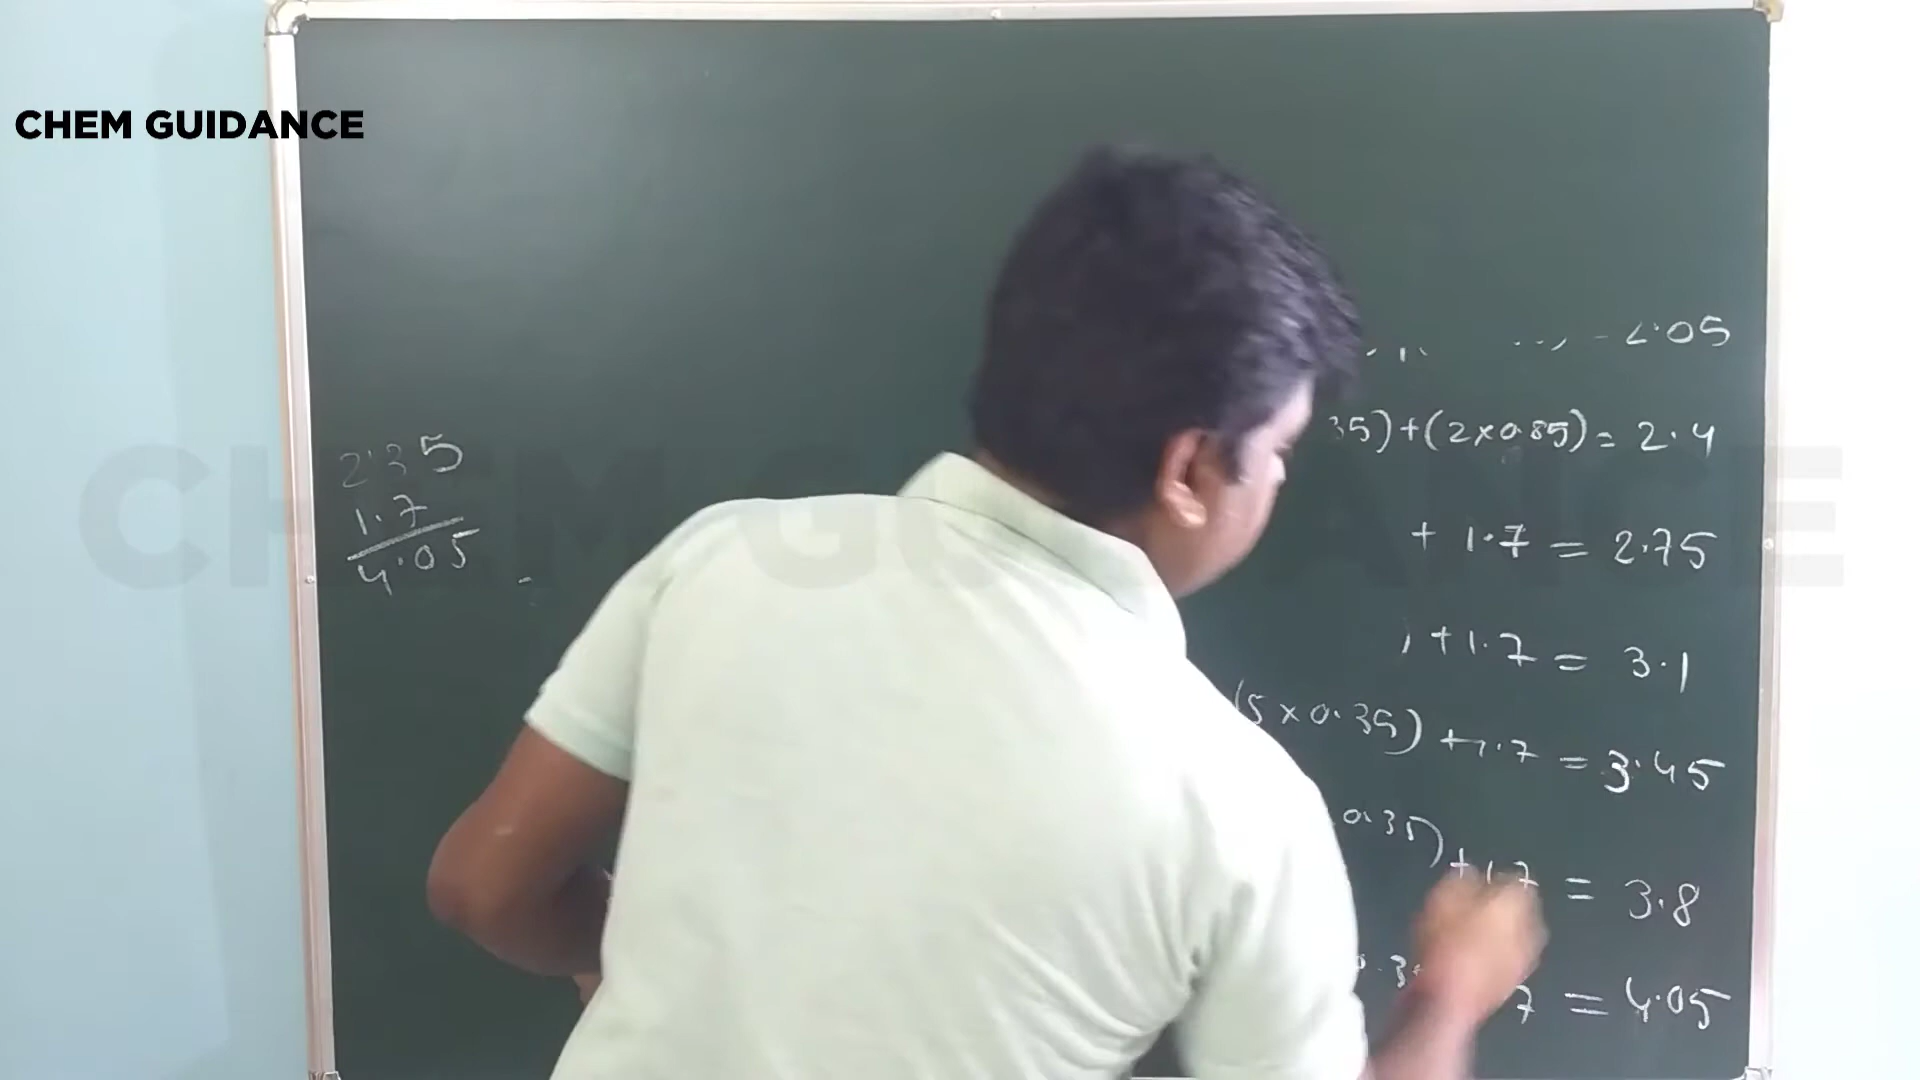 CHEM GUIDANCE
2.05
35)+(2×0.85)= 2.4
2.35
1.7
4.05
+ 1.7 = 2.75
) + 1.7 = 3.1
(5 × 0.35) + 1.7 = 3.45
0.35) + 1.7 = 3.8
0.3 7 = 4.05